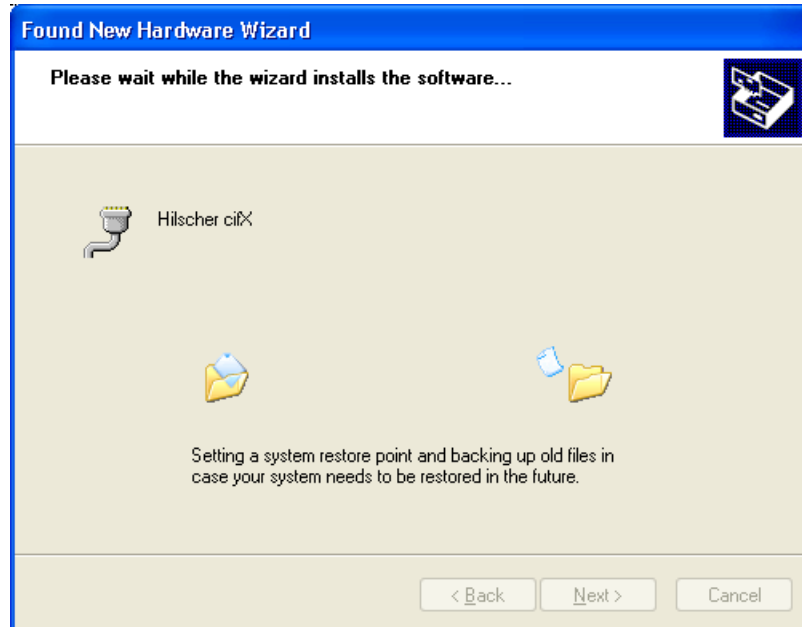 Found New Hardware Wizard
Please wait while the wizard installs the software...
Hilscher cifX
Setting a system restore point and backing up old files in
case your system needs to be restored in the future.
< Back
Next >
Cancel